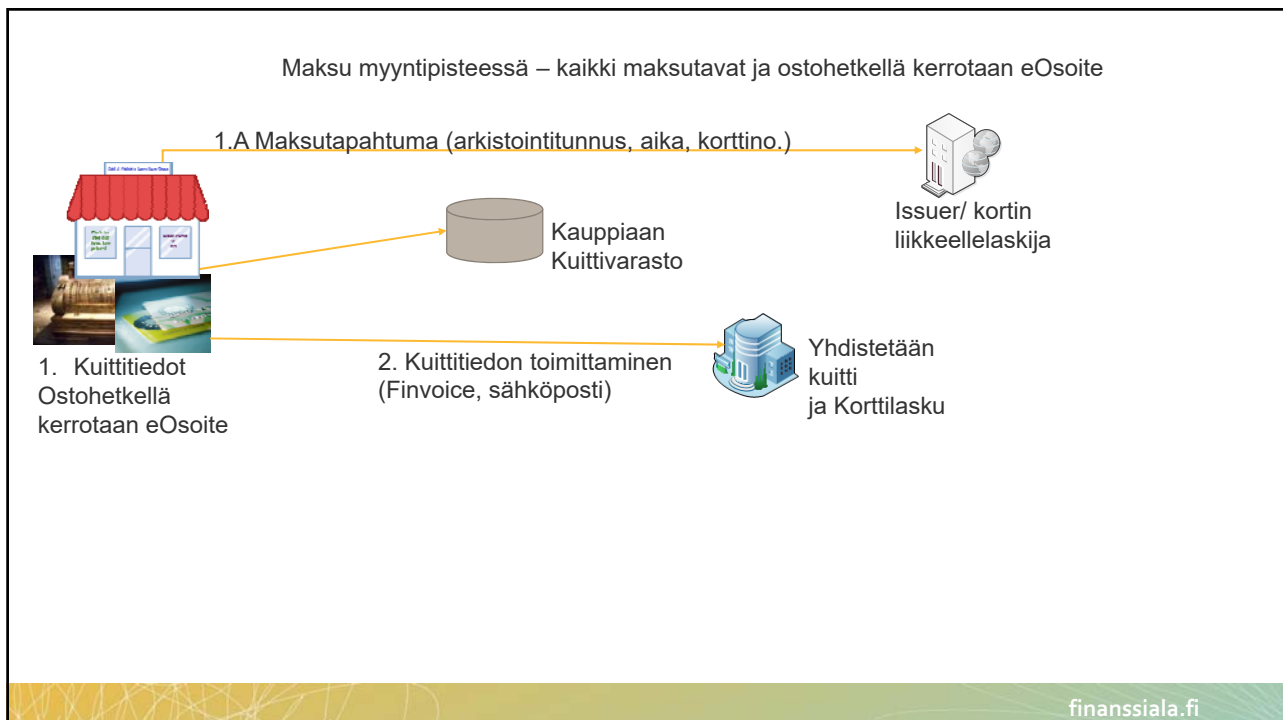 Maksu myyntipisteessä – kaikki maksutavat ja ostohetkellä kerrotaan eOsoite
1.A Maksutapahtuma (arkistointitunnus, aika, korttino.)
Issuer/ kortin
liikkeellelaskija
Kauppiaan
Kuittivarasto
1. Kuittitiedot
Ostohetkellä
kerrotaan eOsoite
2. Kuittitiedon toimittaminen
(Finvoice, sähköposti)
Yhdistetään
kuitti
ja Korttilasku
finanssiala.fi